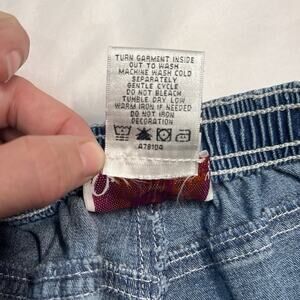 TURN GARMENT INSIDE
OUT TO WASH
MACHINE WASH COLD
SEPARATELY
GENTLE CYCLE
DO NOT BLEACH
TUMBLE DRY LOW
WARM IRON IF NEEDED
DO NOT IRON
DECORATION
A78104